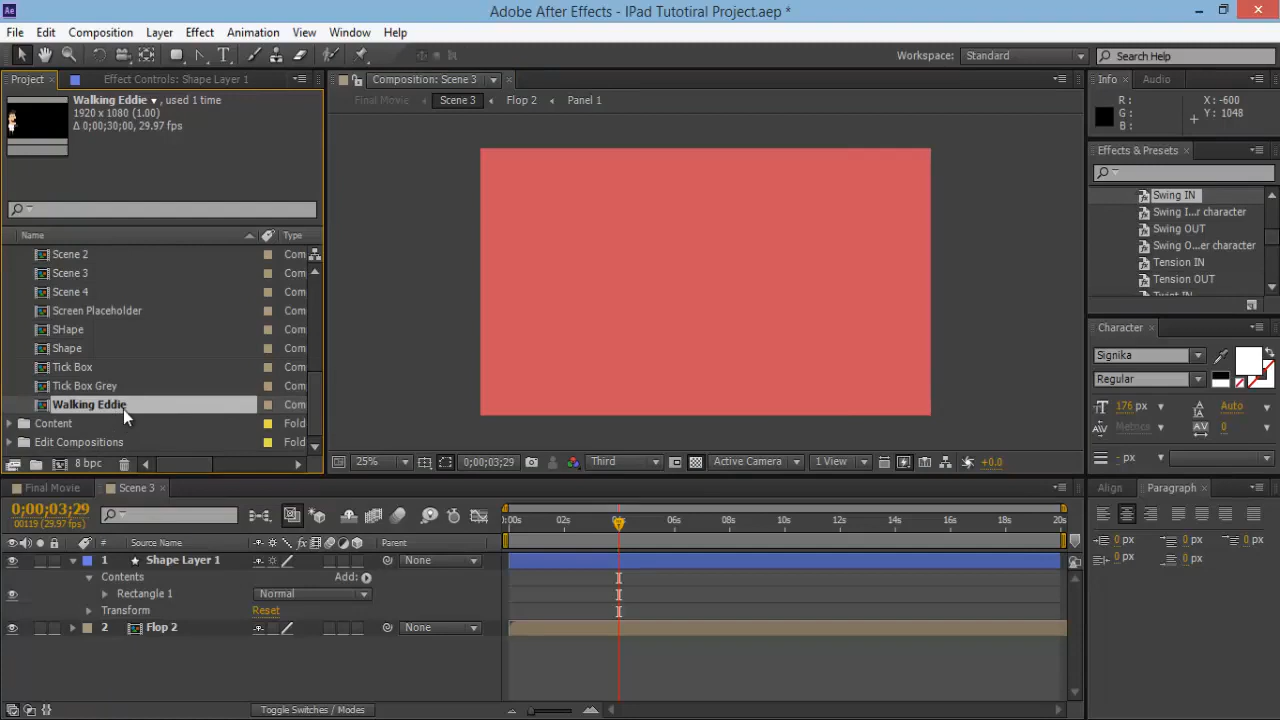 Adobe After Effects - IPad Tutotiral Project.aep *
File Edit Composition Layer Effect Animation View Window Help
Workspace: Standard Search Help
Project Effect Controls: Shape Layer 1
Composition: Scene 3
Info Audio
Walking Eddie, used 1 time
1920 x 1080 (1.00)
Δ 0;00;30;00, 29.97 fps
Final Movie Scene 3 Flop 2 Panel 1
R:
G:
B:
X: -600
Y: 1048
Effects & Presets
Swing IN
Swing I...r character
Swing OUT
Swing O...er character
Tension IN
Tension OUT
Twist IN
Name Type
Scene 2 Com
Scene 3 Com
Scene 4 Com
Screen Placeholder Com
SHape Com
Shape Com
Tick Box Com
Tick Box Grey Com
Walking Eddie Com
Content Fold
Edit Compositions Fold
8 bpc
25% 0;00;03;29 Third Active Camera 1 View +0.0
Character
Signika
Regular
176 px Auto
Metrics 0
- px
Final Movie Scene 3
0;00;03;29
00119 (29.97 fps)
:00s 02s 06s 08s 10s 12s 14s 16s 18s 20s
# Source Name Parent
1 Shape Layer 1 None
Contents Add:
Rectangle 1 Normal
Transform Reset
2 Flop 2 None
Toggle Switches / Modes
Align Paragraph
0 px 0 px 0 px
0 px 0 px